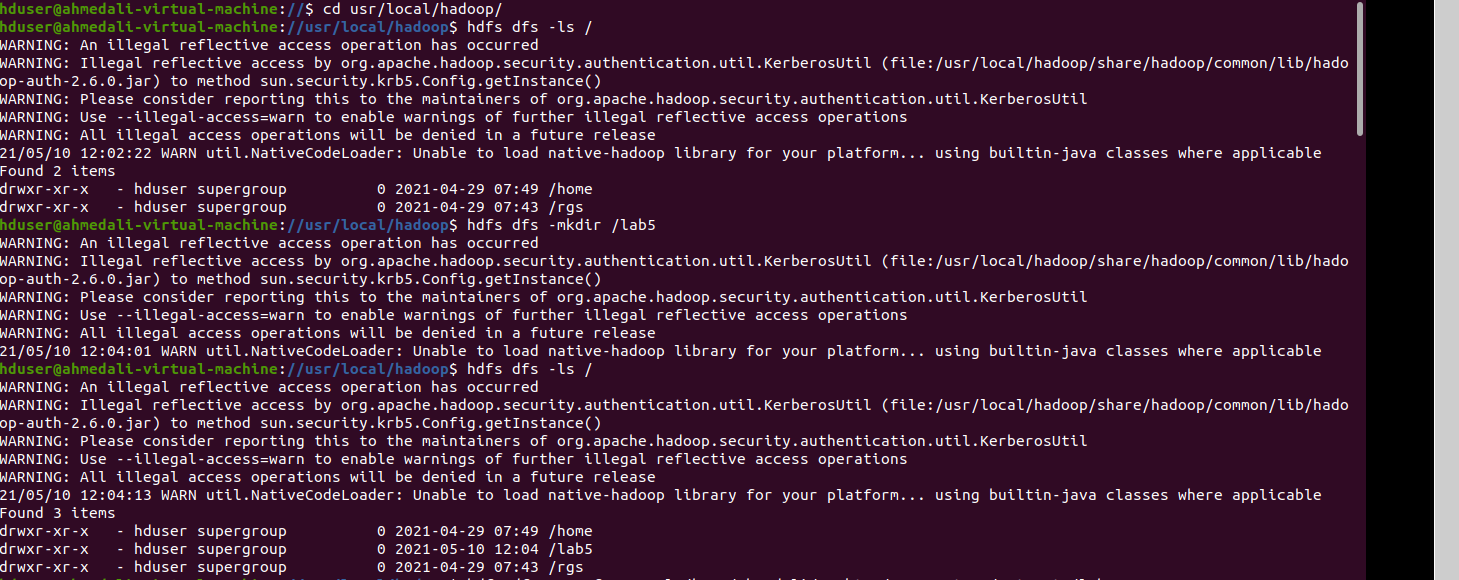 hduser@ahmedali-virtual-machine://$ cd usr/local/hadoop/
hduser@ahmedali-virtual-machine://usr/local/hadoop$ hdfs dfs -ls /
WARNING: An illegal reflective access operation has occurred
WARNING: Illegal reflective access by org.apache.hadoop.security.authentication.util.KerberosUtil (file:/usr/local/hadoop/share/hadoop/common/lib/hado
op-auth-2.6.0.jar) to method sun.security.krb5.Config.getInstance()
WARNING: Please consider reporting this to the maintainers of org.apache.hadoop.security.authentication.util.KerberosUtil
WARNING: Use --illegal-access=warn to enable warnings of further illegal reflective access operations
WARNING: All illegal access operations will be denied in a future release
21/05/10 12:02:22 WARN util.NativeCodeLoader: Unable to load native-hadoop library for your platform... using builtin-java classes where applicable
Found 2 items
drwxr-xr-x   - hduser supergroup          0 2021-04-29 07:49 /home
drwxr-xr-x   - hduser supergroup          0 2021-04-29 07:43 /rgs
hduser@ahmedali-virtual-machine://usr/local/hadoop$ hdfs dfs -mkdir /lab5
WARNING: An illegal reflective access operation has occurred
WARNING: Illegal reflective access by org.apache.hadoop.security.authentication.util.KerberosUtil (file:/usr/local/hadoop/share/hadoop/common/lib/hado
op-auth-2.6.0.jar) to method sun.security.krb5.Config.getInstance()
WARNING: Please consider reporting this to the maintainers of org.apache.hadoop.security.authentication.util.KerberosUtil
WARNING: Use --illegal-access=warn to enable warnings of further illegal reflective access operations
WARNING: All illegal access operations will be denied in a future release
21/05/10 12:04:01 WARN util.NativeCodeLoader: Unable to load native-hadoop library for your platform... using builtin-java classes where applicable
hduser@ahmedali-virtual-machine://usr/local/hadoop$ hdfs dfs -ls /
WARNING: An illegal reflective access operation has occurred
WARNING: Illegal reflective access by org.apache.hadoop.security.authentication.util.KerberosUtil (file:/usr/local/hadoop/share/hadoop/common/lib/hado
op-auth-2.6.0.jar) to method sun.security.krb5.Config.getInstance()
WARNING: Please consider reporting this to the maintainers of org.apache.hadoop.security.authentication.util.KerberosUtil
WARNING: Use --illegal-access=warn to enable warnings of further illegal reflective access operations
WARNING: All illegal access operations will be denied in a future release
21/05/10 12:04:13 WARN util.NativeCodeLoader: Unable to load native-hadoop library for your platform... using builtin-java classes where applicable
Found 3 items
drwxr-xr-x   - hduser supergroup          0 2021-04-29 07:49 /home
drwxr-xr-x   - hduser supergroup          0 2021-05-10 12:04 /lab5
drwxr-xr-x   - hduser supergroup          0 2021-04-29 07:43 /rgs